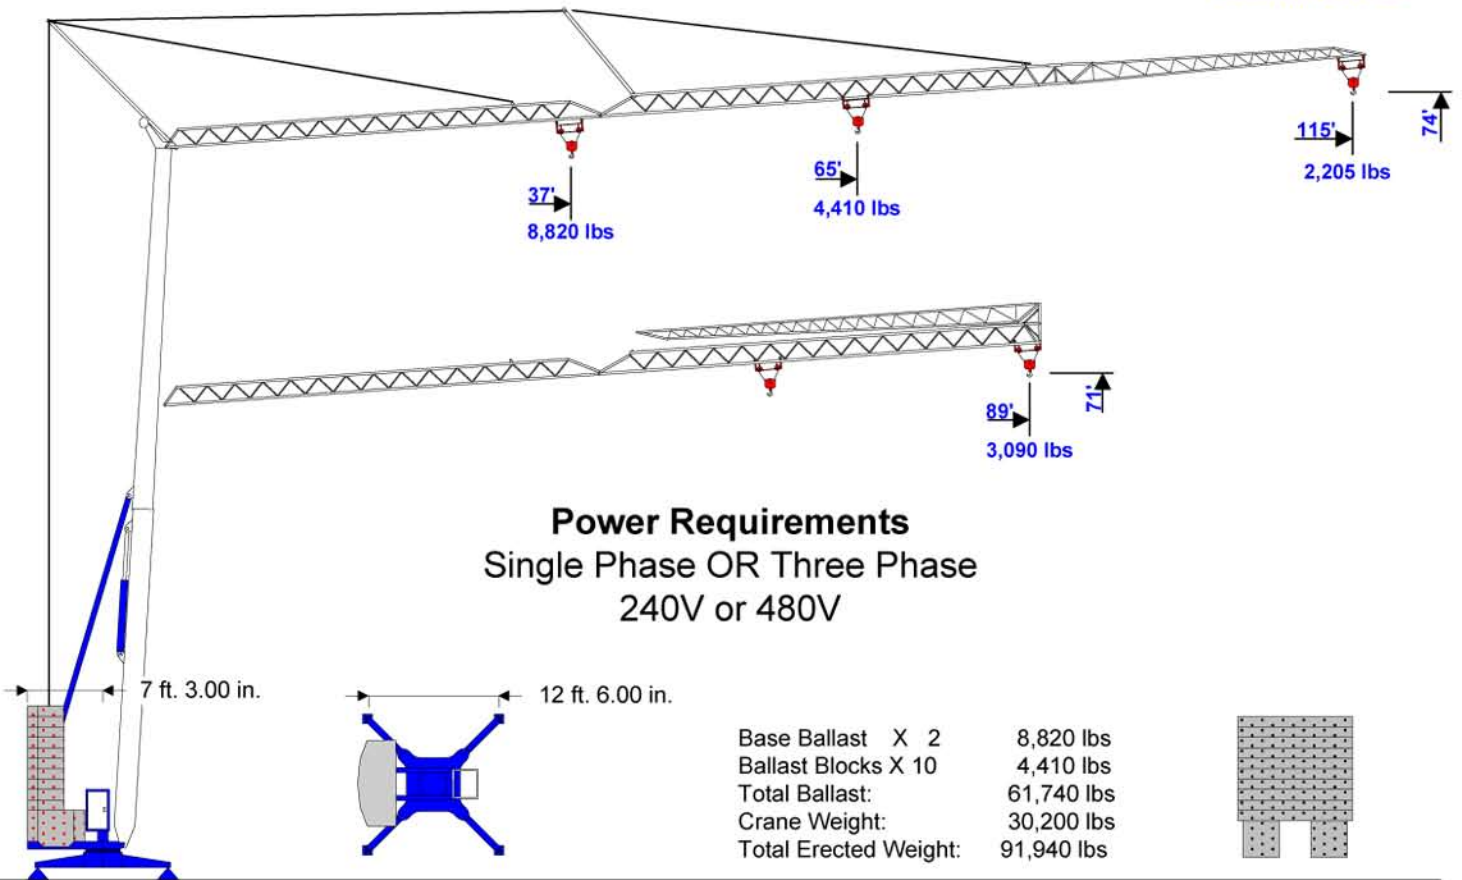 74'
115'
2,205 lbs
65'
4,410 lbs
37'
8,820 lbs
71'
89'
3,090 lbs
Power Requirements
Single Phase OR Three Phase
240V or 480V
7 ft. 3.00 in.
12 ft. 6.00 in.
Base Ballast X 2 8,820 lbs
Ballast Blocks X 10 4,410 lbs
Total Ballast: 61,740 lbs
Crane Weight: 30,200 lbs
Total Erected Weight: 91,940 lbs